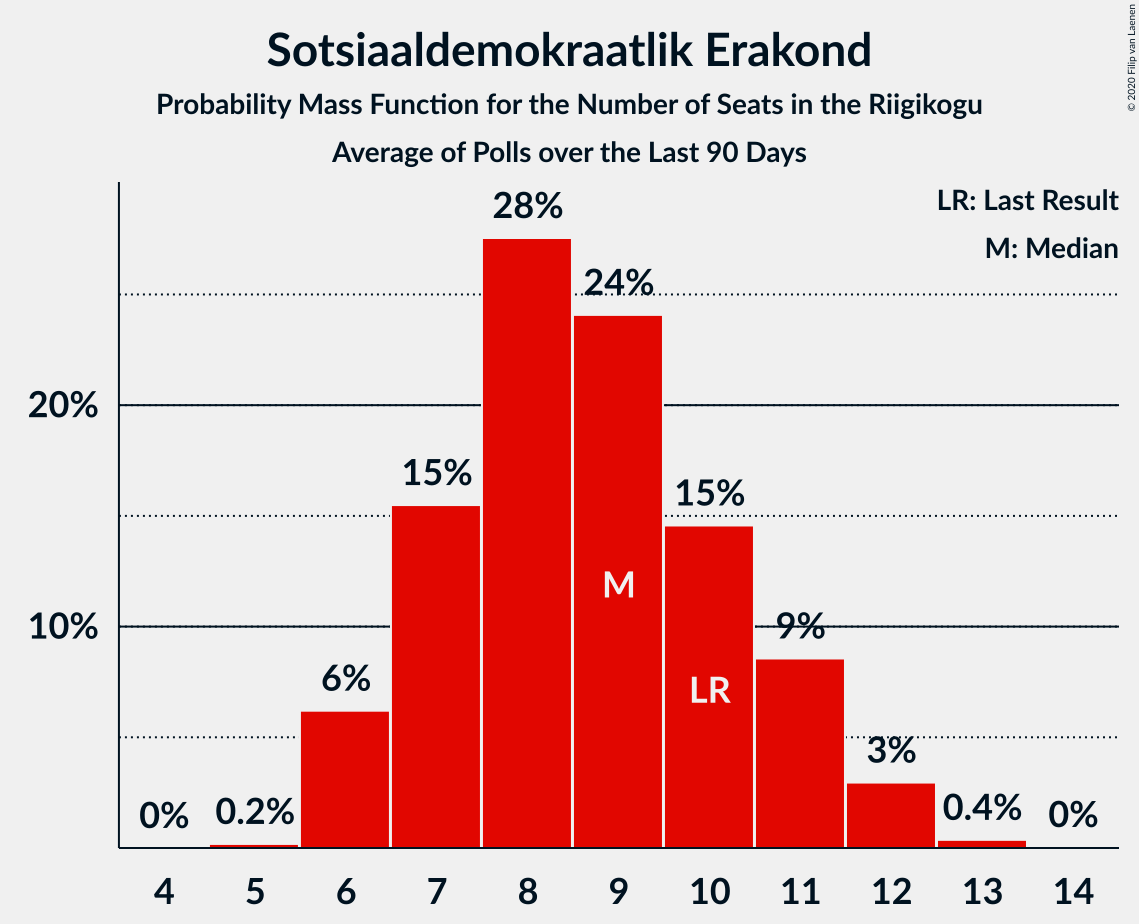 Sotsiaaldemokraatlik Erakond
Probability Mass Function for the Number of Seats in the Riigikogu
Average of Polls over the Last 90 Days
© 2020 Filip van Laenen
LR: Last Result
M: Median
28%
24%
20%
15%
15%
M
10%
9%
6%
LR
3%
0%
0.2%
0.4%
0%
4 5 6 7 8 9 10 11 12 13 14